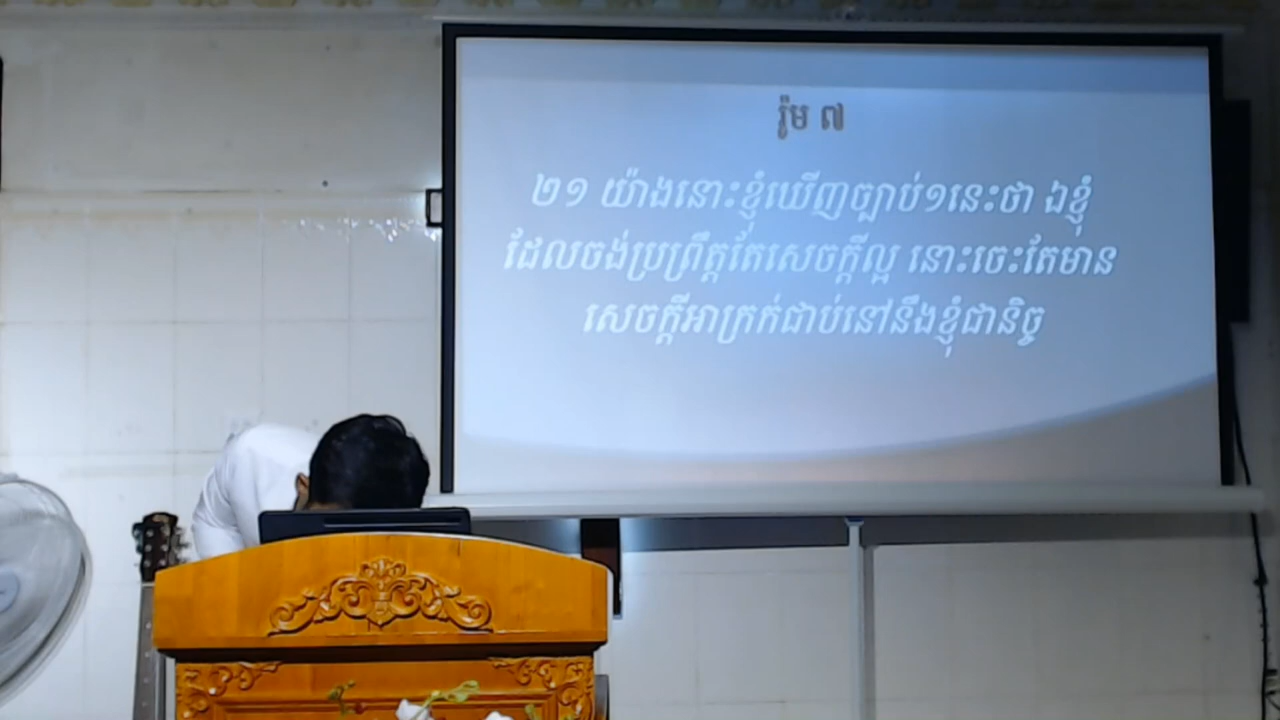 រ៉ូម ៧
២១ យ៉ាងនោះខ្ញុំឃើញច្បាប់១នេះថា ឯខ្ញុំ
ដែលចង់ប្រព្រឹត្តតែសេចក្ដីល្អ នោះចេះតែមាន
សេចក្ដីអាក្រក់ជាប់នៅនឹងខ្ញុំជានិច្ច